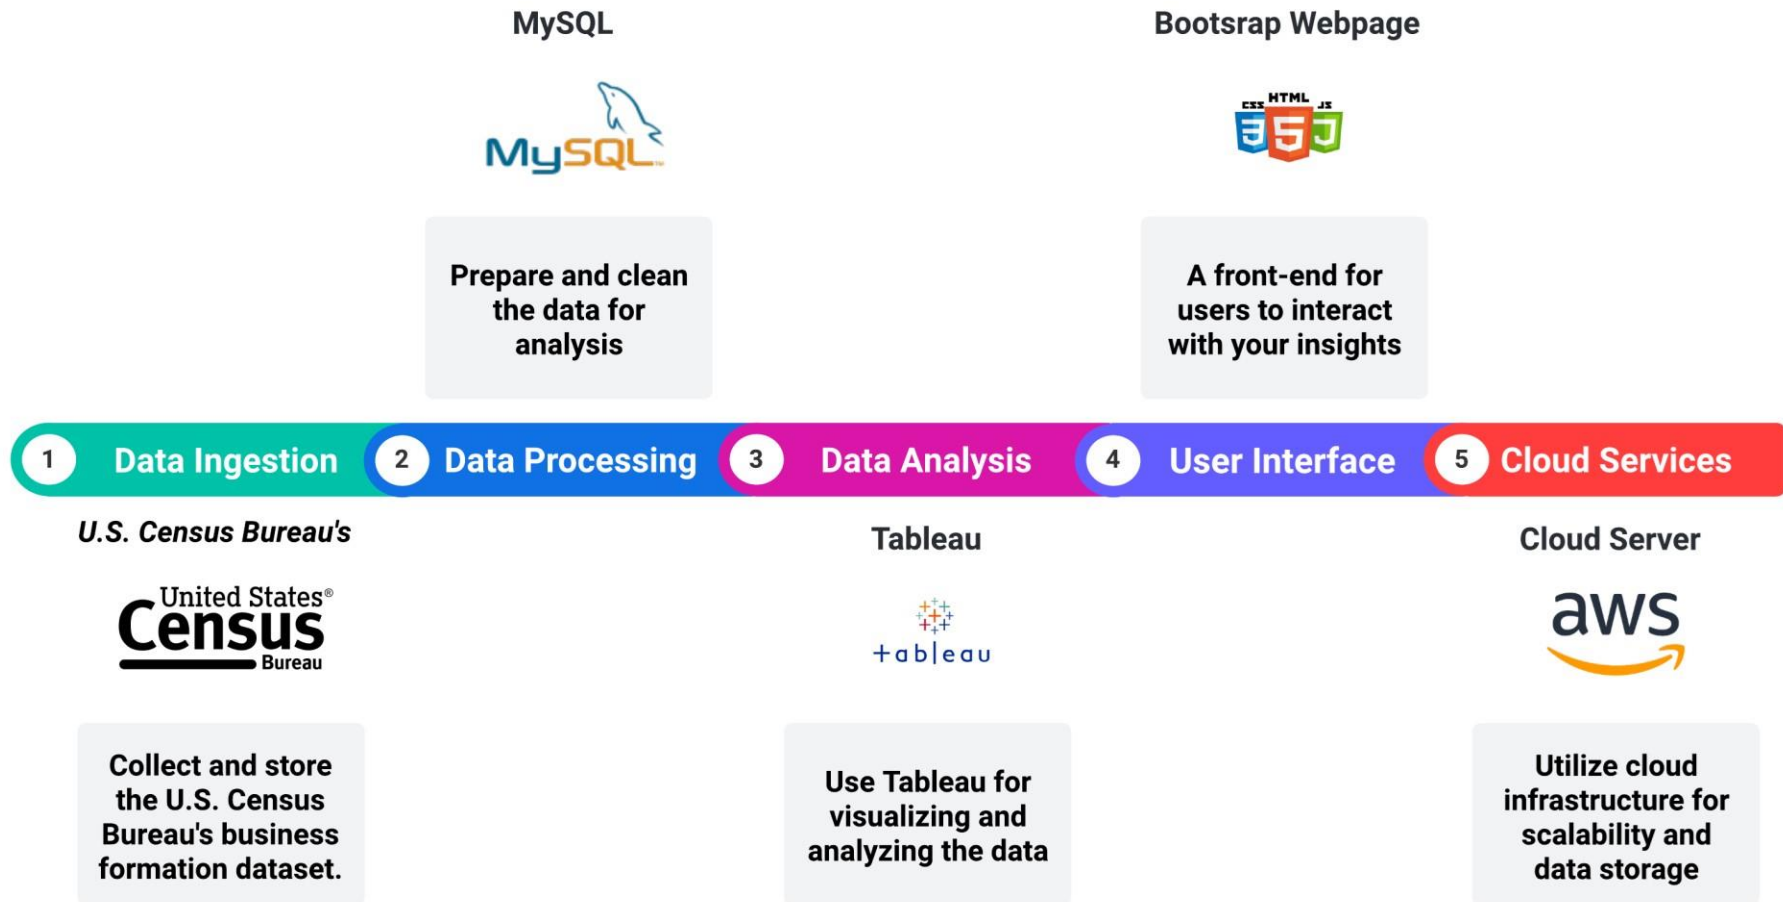 MySQL
Bootsrap Webpage
MySQL™
CSS HTML JS
3 5 J
Prepare and clean
the data for
analysis
A front-end for
users to interact
with your insights
1 Data Ingestion
2 Data Processing
3 Data Analysis
4 User Interface
5 Cloud Services
U.S. Census Bureau's
Tableau
Cloud Server
United States®
Census
Bureau
+ableau
aws
Collect and store
the U.S. Census
Bureau's business
formation dataset.
Use Tableau for
visualizing and
analyzing the data
Utilize cloud
infrastructure for
scalability and
data storage